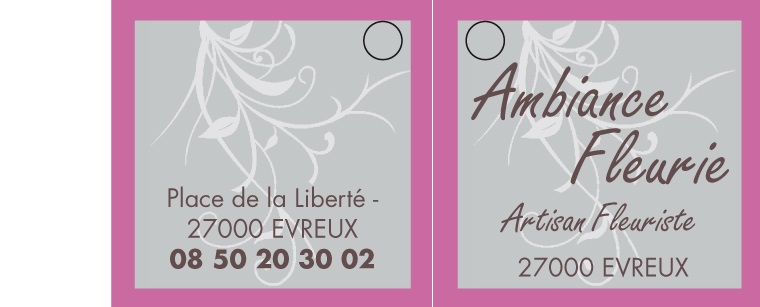 Place de la Liberté -
27000 EVREUX
08 50 20 30 02
Ambiance
Fleurie
Artisan Fleuriste
27000 EVREUX